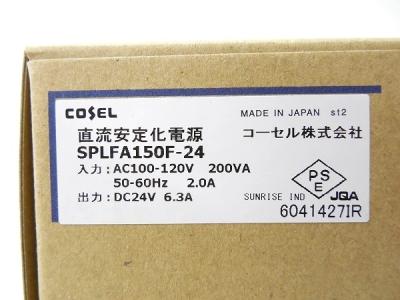 COSEL
MADE IN JAPAN st2
直流安定化電源 コーセル株式会社
SPLFA150F-24
入力：AC100-120V 200VA
50-60Hz 2.0A
出力：DC24V 6.3A
PS
E
SUNRISE IND JQA
6041427IR